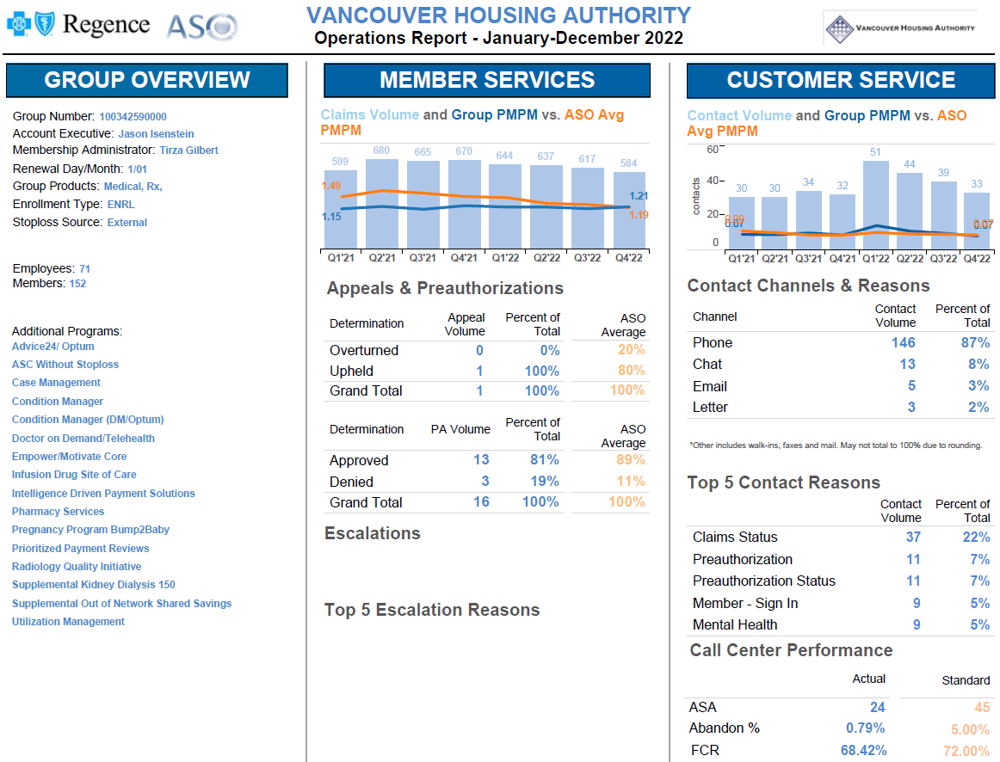 Regence ASO
VANCOUVER HOUSING AUTHORITY
Operations Report - January-December 2022
VANCOUVER HOUSING AUTHORITY
GROUP OVERVIEW
Group Number: 100342590000
Account Executive: Jason Isenstein
Membership Administrator: Tirza Gilbert
Renewal Day/Month: 1/01
Group Products: Medical, Rx,
Enrollment Type: ENRL
Stoploss Source: External
Employees: 71
Members: 152
Additional Programs:
Advice24/ Optum
ASC Without Stoploss
Case Management
Condition Manager
Condition Manager (DM/Optum)
Doctor on Demand/Telehealth
Empower/Motivate Core
Infusion Drug Site of Care
Intelligence Driven Payment Solutions
Pharmacy Services
Pregnancy Program Bump2Baby
Prioritized Payment Reviews
Radiology Quality Initiative
Supplemental Kidney Dialysis 150
Supplemental Out of Network Shared Savings
Utilization Management
MEMBER SERVICES
Claims Volume and Group PMPM vs. ASO Avg
PMPM
599 680 665 670 644 637 617 584
1.49 1.21
1.15 1.19
Q1'21 Q2'21 Q3'21 Q4'21 Q1'22 Q2'22 Q3'22 Q4'22
Appeals & Preauthorizations
Determination Appeal Volume Percent of Total ASO Average
Overturned 0 0% 20%
Upheld 1 100% 80%
Grand Total 1 100% 100%
Determination PA Volume Percent of Total ASO Average
Approved 13 81% 89%
Denied 3 19% 11%
Grand Total 16 100% 100%
Escalations
Top 5 Escalation Reasons
CUSTOMER SERVICE
Contact Volume and Group PMPM vs. ASO
Avg PMPM
contacts
60
40
20
0
30 30 34 32 51 44 39 33
0.09 0.07
0.07 0.07
Q1'21 Q2'21 Q3'21 Q4'21 Q1'22 Q2'22 Q3'22 Q4'22
Contact Channels & Reasons
Channel Contact Volume Percent of Total
Phone 146 87%
Chat 13 8%
Email 5 3%
Letter 3 2%
*Other includes walk-ins, faxes and mail. May not total to 100% due to rounding.
Top 5 Contact Reasons
Contact Volume Percent of Total
Claims Status 37 22%
Preauthorization 11 7%
Preauthorization Status 11 7%
Member - Sign In 9 5%
Mental Health 9 5%
Call Center Performance
Actual Standard
ASA 24 45
Abandon % 0.79% 5.00%
FCR 68.42% 72.00%